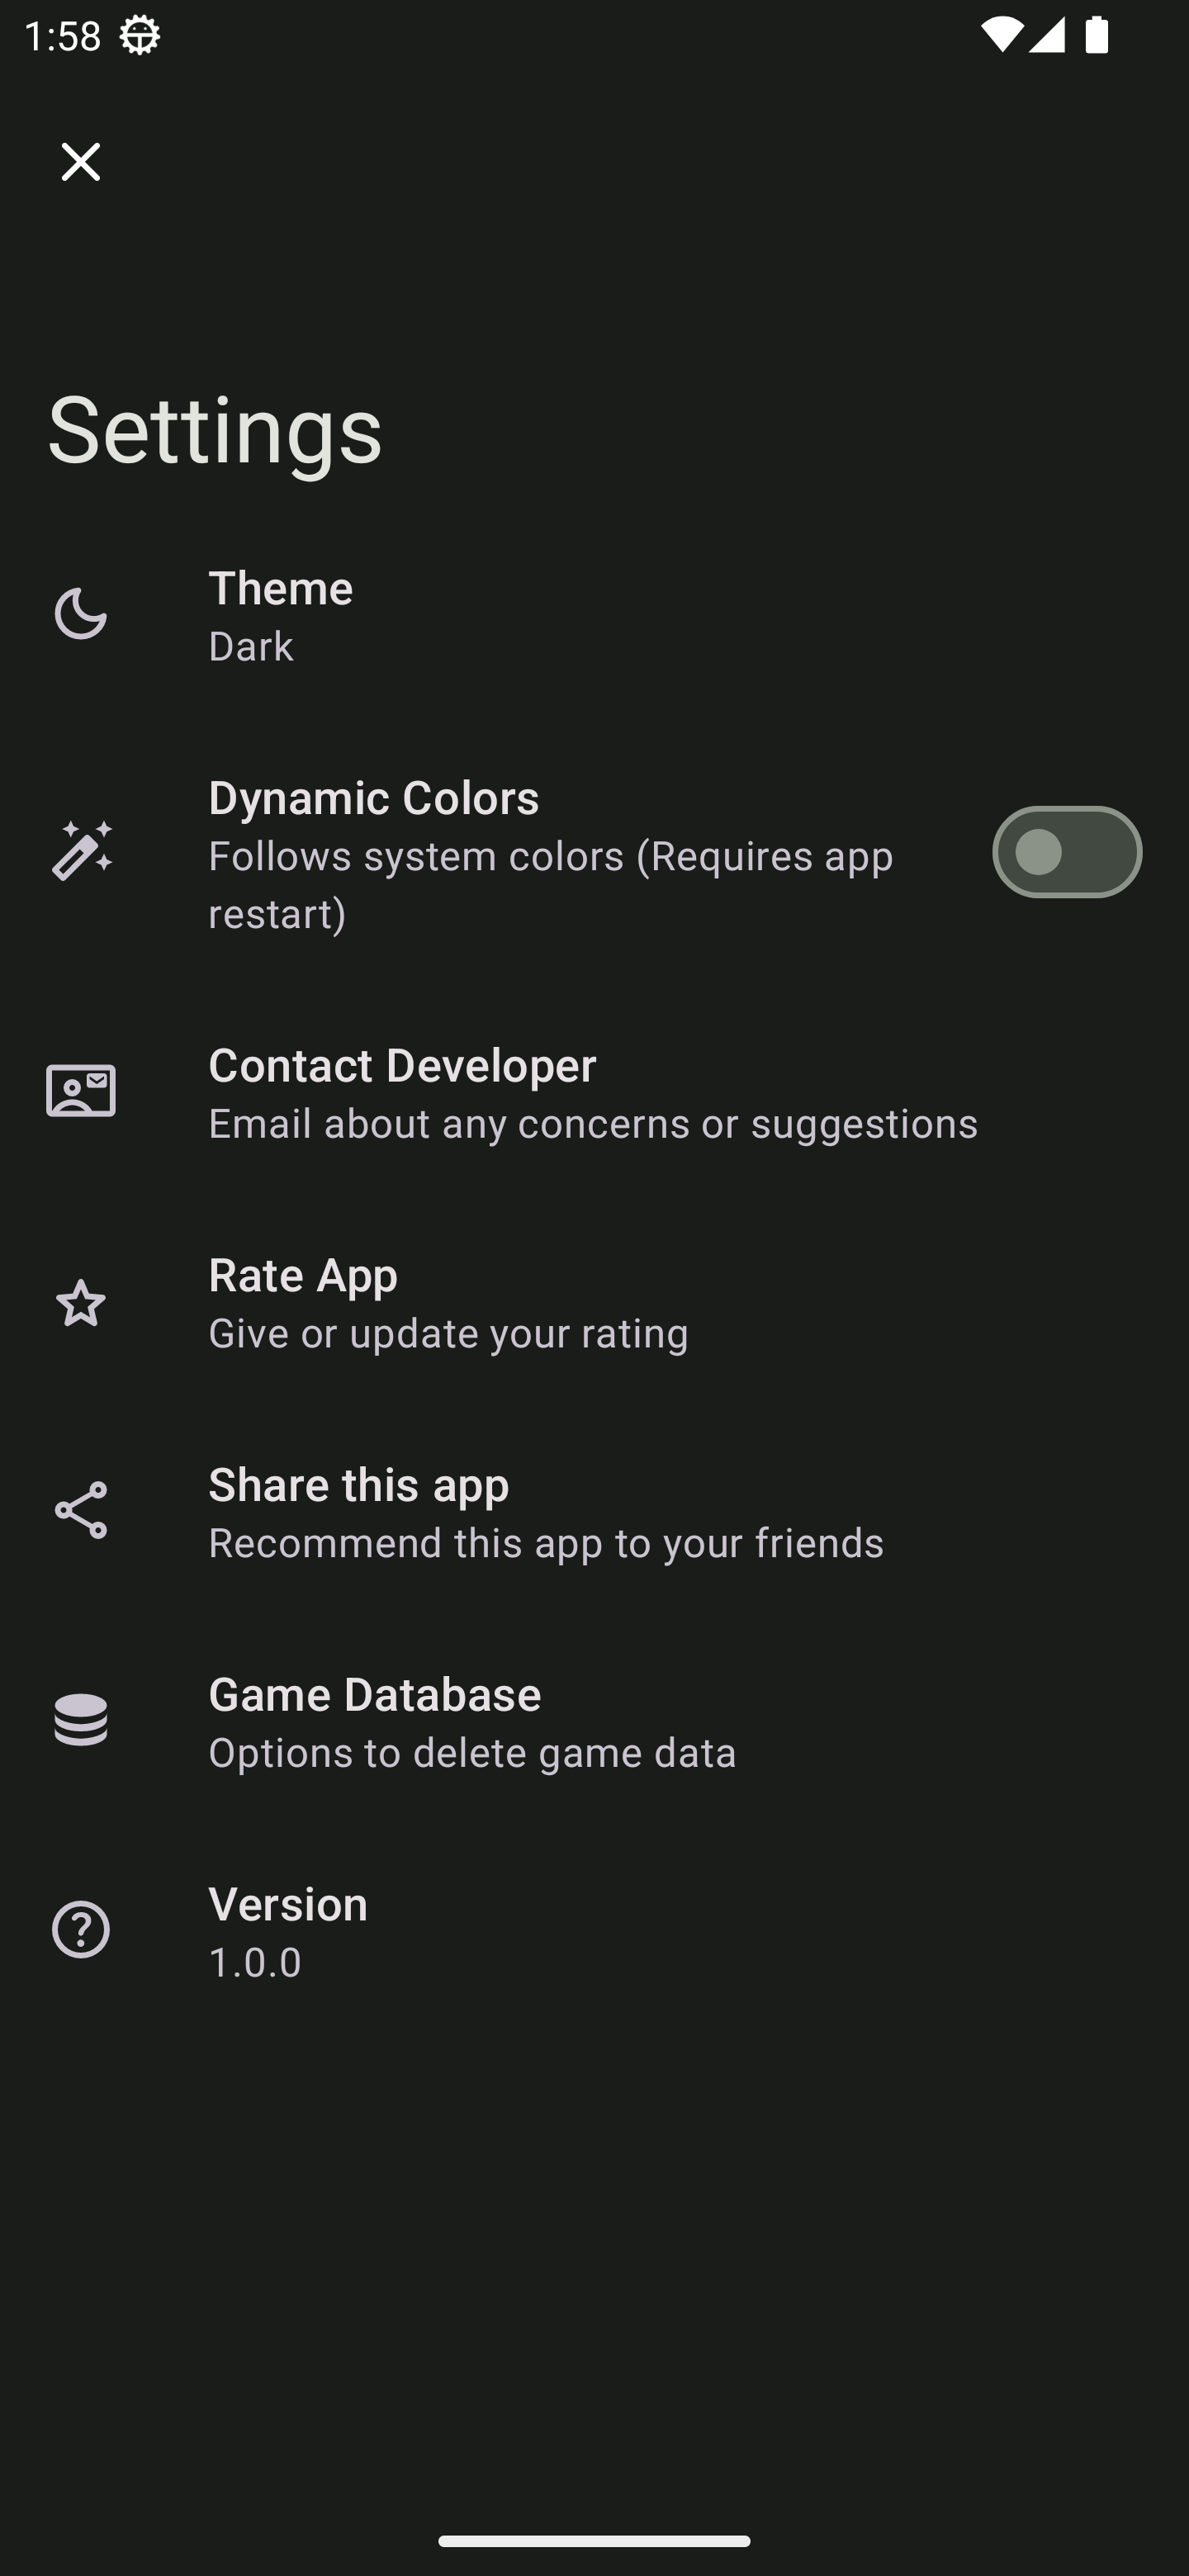 1:58
Settings
Theme
Dark
Dynamic Colors
Follows system colors (Requires app
restart)
Contact Developer
Email about any concerns or suggestions
Rate App
Give or update your rating
Share this app
Recommend this app to your friends
Game Database
Options to delete game data
Version
1.0.0